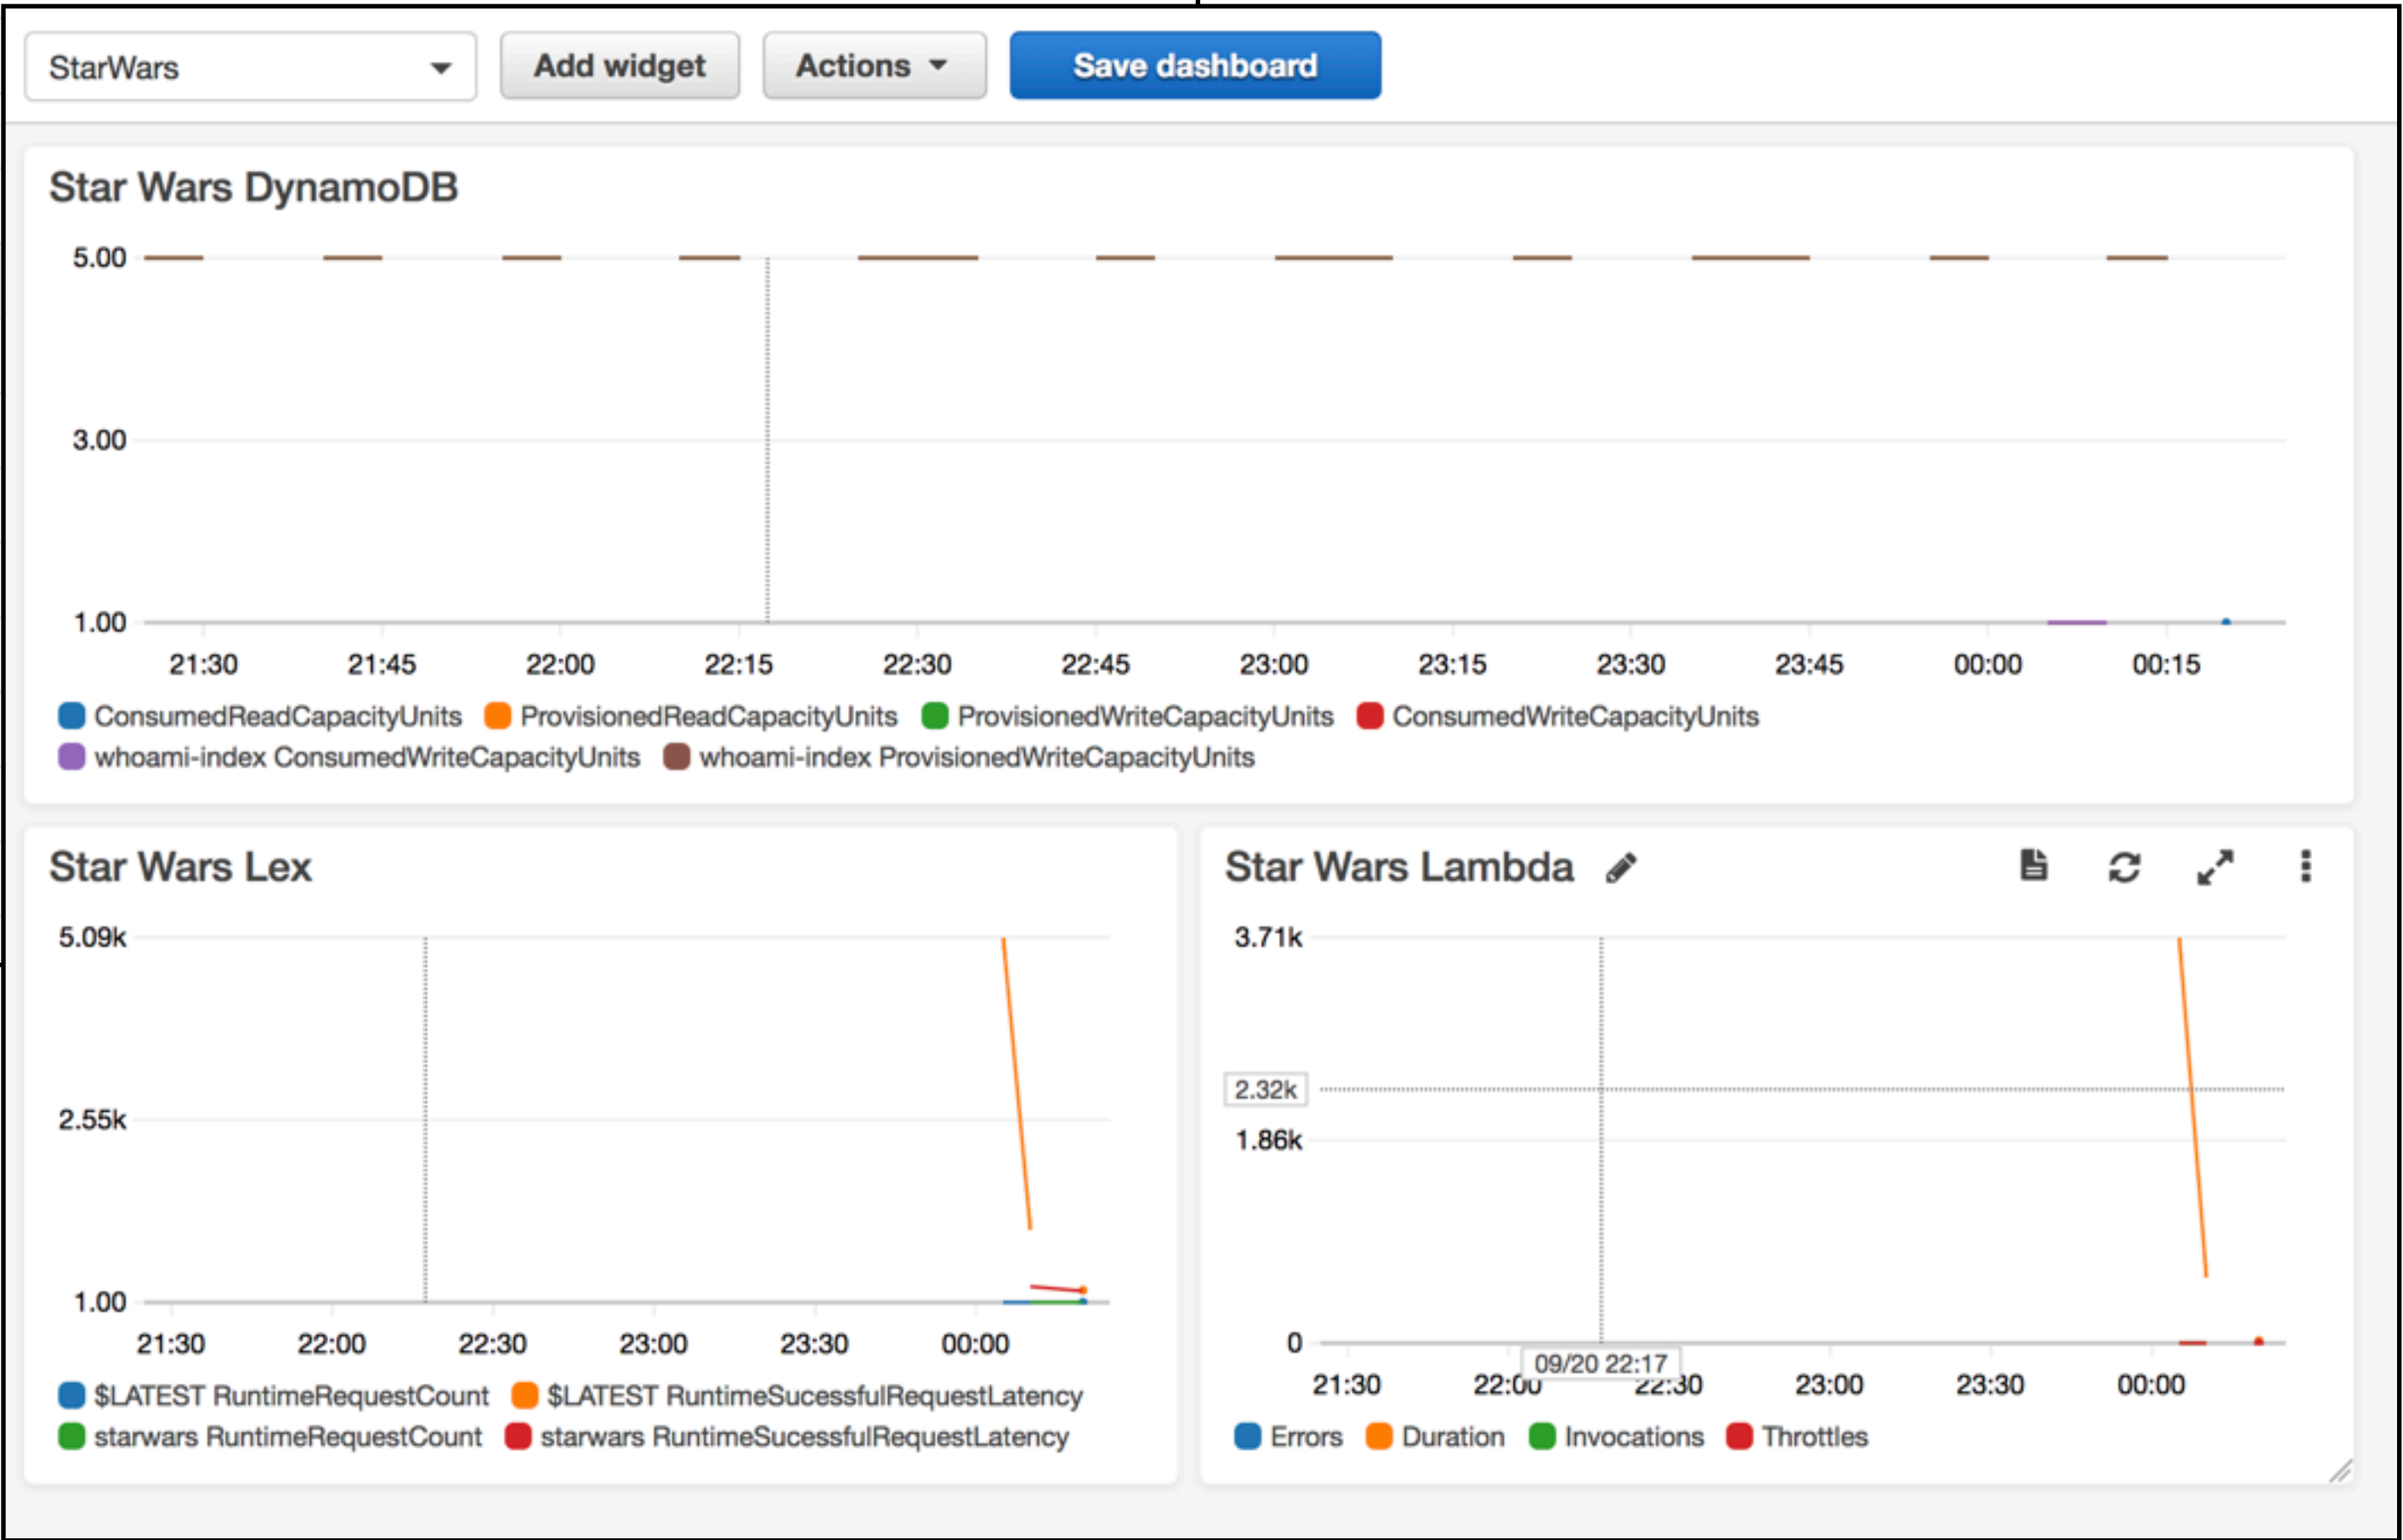 StarWars Add widget Actions Save dashboard
Star Wars DynamoDB
5.00
3.00
1.00
21:30 21:45 22:00 22:15 22:30 22:45 23:00 23:15 23:30 23:45 00:00 00:15
ConsumedReadCapacityUnits ProvisionedReadCapacityUnits ProvisionedWriteCapacityUnits ConsumedWriteCapacityUnits
whoami-index ConsumedWriteCapacityUnits whoami-index ProvisionedWriteCapacityUnits
Star Wars Lex
5.09k
2.55k
1.00
21:30 22:00 22:30 23:00 23:30 00:00
$LATEST RuntimeRequestCount $LATEST RuntimeSucessfulRequestLatency
starwars RuntimeRequestCount starwars RuntimeSucessfulRequestLatency
Star Wars Lambda
3.71k
2.32k
1.86k
0
09/20 22:17
21:30 22:00 22:30 23:00 23:30 00:00
Errors Duration Invocations Throttles